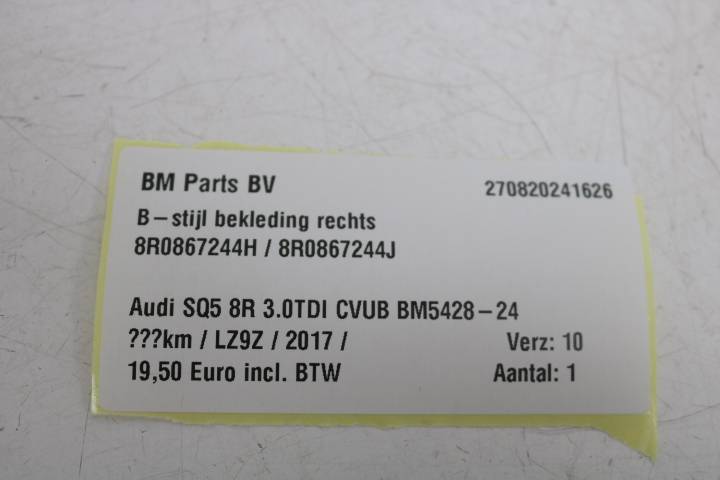 BM Parts BV 270820241626
B-stijl bekleding rechts
8R0867244H / 8R0867244J
Audi SQ5 8R 3.0TDI CVUB BM5428-24
???km / LZ9Z / 2017 / Verz: 10
19,50 Euro incl. BTW Aantal: 1